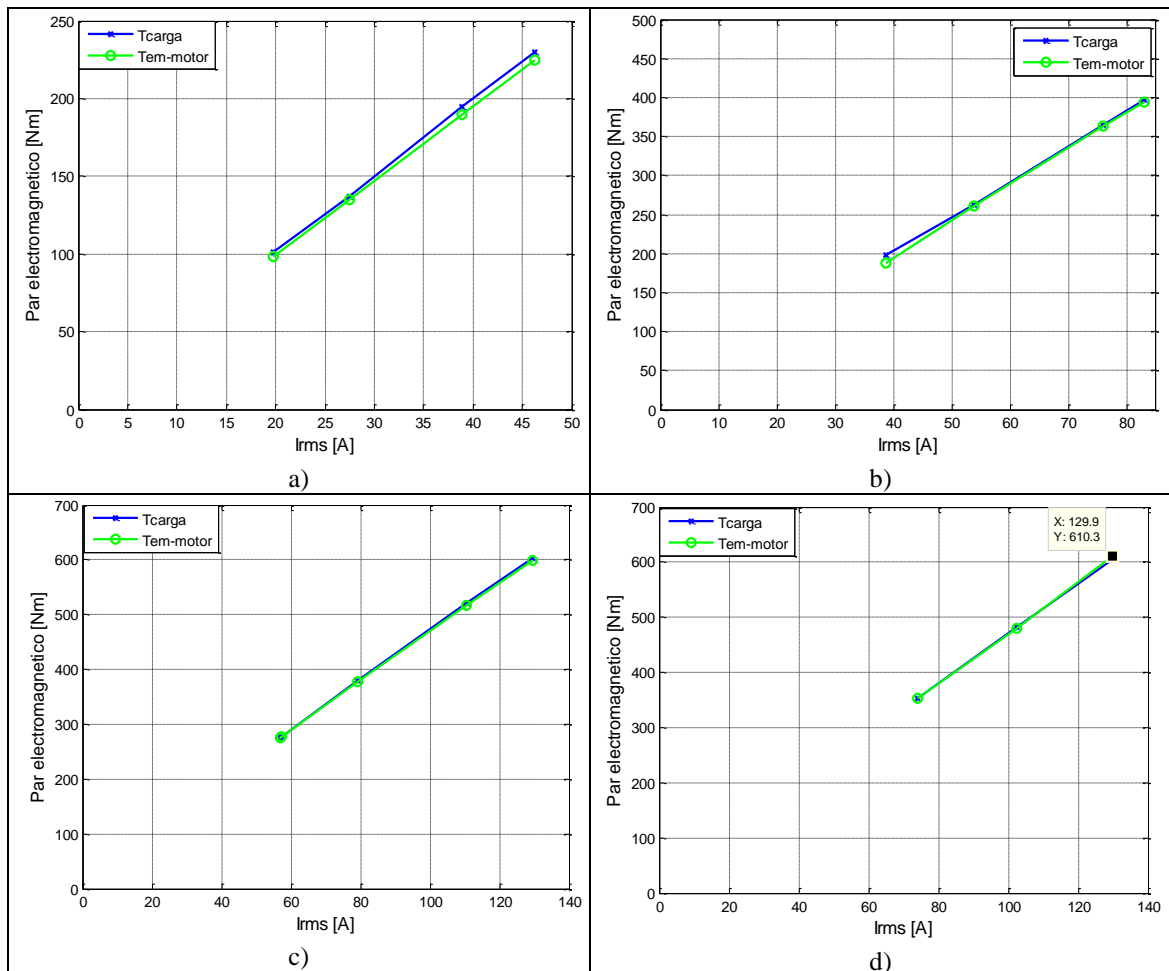 250
200
150
100
50
0
Par electromagnetico [Nm]
Tcarga
Tem-motor
0 5 10 15 20 25 30 35 40 45 50
Irms [A]
a)
500
450
400
350
300
250
200
150
100
50
0
Par electromagnetico [Nm]
Tcarga
Tem-motor
0 10 20 30 40 50 60 70 80
Irms [A]
b)
700
600
500
400
300
200
100
0
Par electromagnetico [Nm]
Tcarga
Tem-motor
0 20 40 60 80 100 120 140
Irms [A]
c)
700
600
500
400
300
200
100
0
Par electromagnetico [Nm]
Tcarga
Tem-motor
X: 129.9
Y: 610.3
0 20 40 60 80 100 120 140
Irms [A]
d)